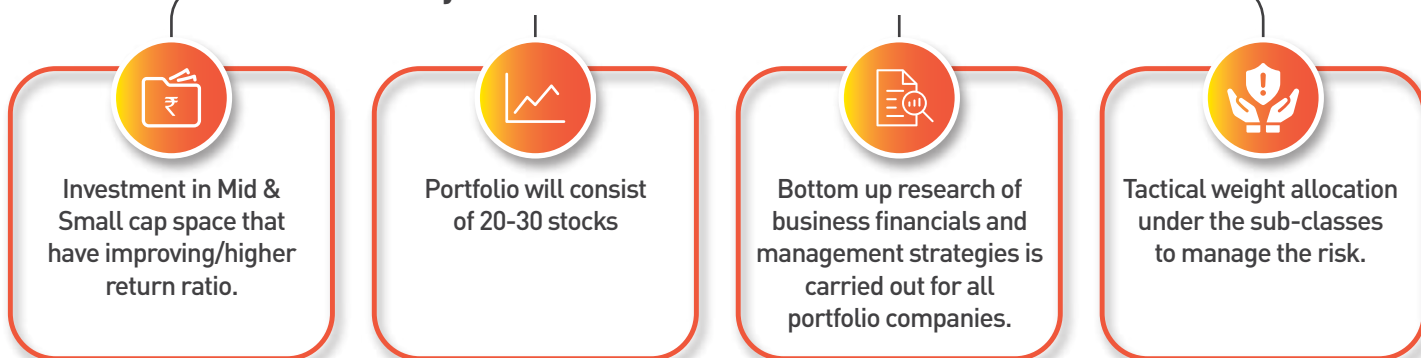 Investment in Mid &
Small cap space that
have improving/higher
return ratio.
Portfolio will consist
of 20-30 stocks
Bottom up research of
business financials and
management strategies is
carried out for all
portfolio companies.
Tactical weight allocation
under the sub-classes
to manage the risk.